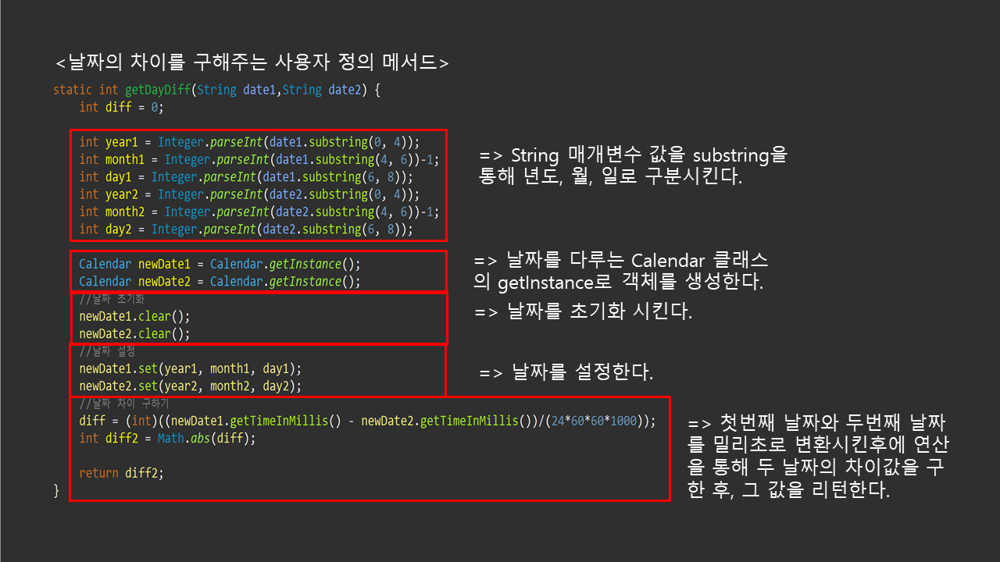 <날짜의 차이를 구해주는 사용자 정의 메서드>
static int getDayDiff(String date1,String date2) {
int diff = 0;
int year1 = Integer.parseInt(date1.substring(0, 4));
int month1 = Integer.parseInt(date1.substring(4, 6))-1;
int day1 = Integer.parseInt(date1.substring(6, 8));
int year2 = Integer.parseInt(date2.substring(0, 4));
int month2 = Integer.parseInt(date2.substring(4, 6))-1;
int day2 = Integer.parseInt(date2.substring(6, 8));
=> String 매개변수 값을 substring을
통해 년도, 월, 일로 구분시킨다.
Calendar newDate1 = Calendar.getInstance();
Calendar newDate2 = Calendar.getInstance();
=> 날짜를 다루는 Calendar 클래스
의 getInstance로 객체를 생성한다.
//날짜 초기화
newDate1.clear();
newDate2.clear();
=> 날짜를 초기화 시킨다.
//날짜 설정
newDate1.set(year1, month1, day1);
newDate2.set(year2, month2, day2);
=> 날짜를 설정한다.
//날짜 차이 구하기
diff = (int)((newDate1.getTimeInMillis() - newDate2.getTimeInMillis())/(24*60*60*1000));
int diff2 = Math.abs(diff);
return diff2;
}
=> 첫번째 날짜와 두번째 날짜
를 밀리초로 변환시킨후에 연산
을 통해 두 날짜의 차이값을 구
한 후, 그 값을 리턴한다.